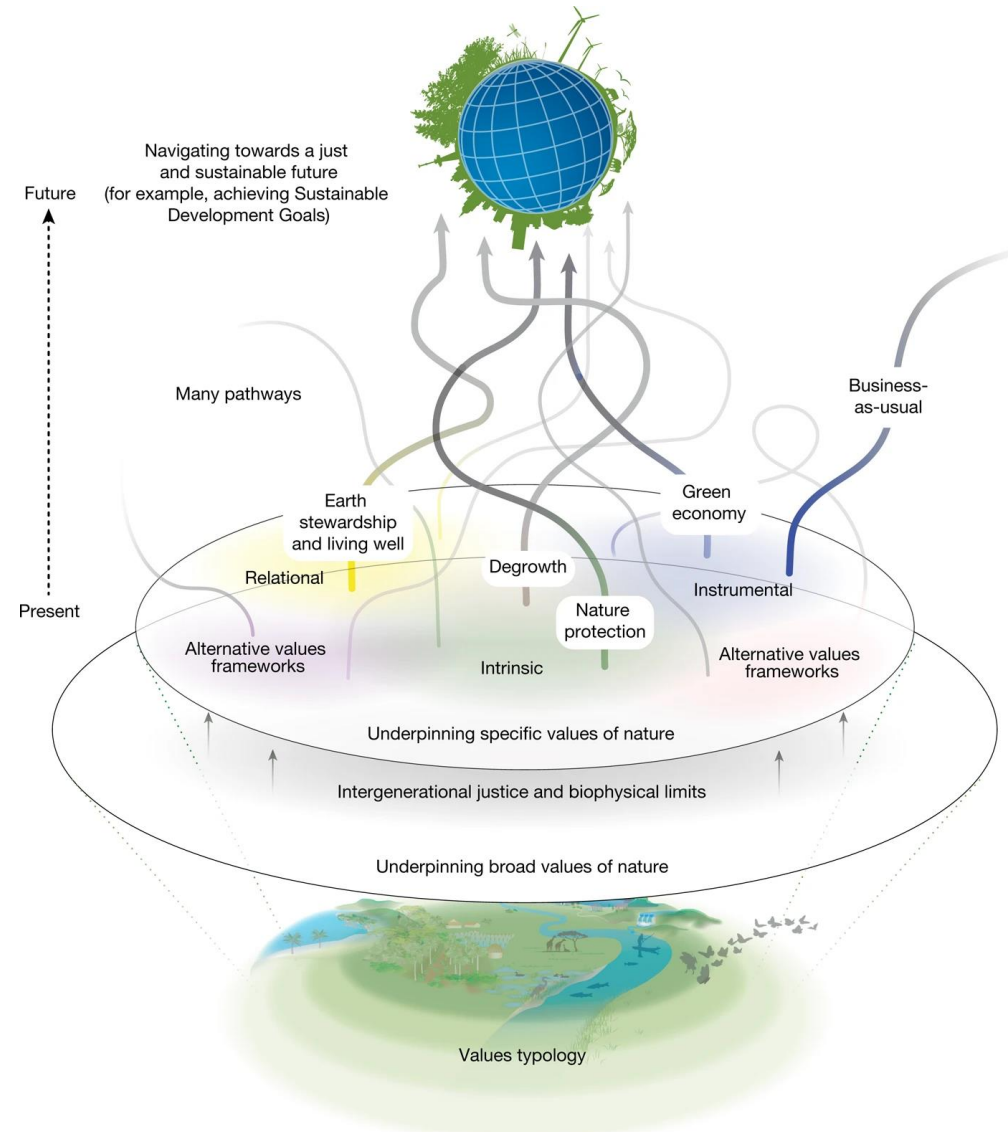 Navigating towards a just
and sustainable future
(for example, achieving Sustainable
Development Goals)
Future
Many pathways
Business-
as-usual
Earth
stewardship
and living well
Green
economy
Relational
Degrowth
Instrumental
Present
Nature
protection
Alternative values
frameworks
Intrinsic
Alternative values
frameworks
Underpinning specific values of nature
Intergenerational justice and biophysical limits
Underpinning broad values of nature
Values typology